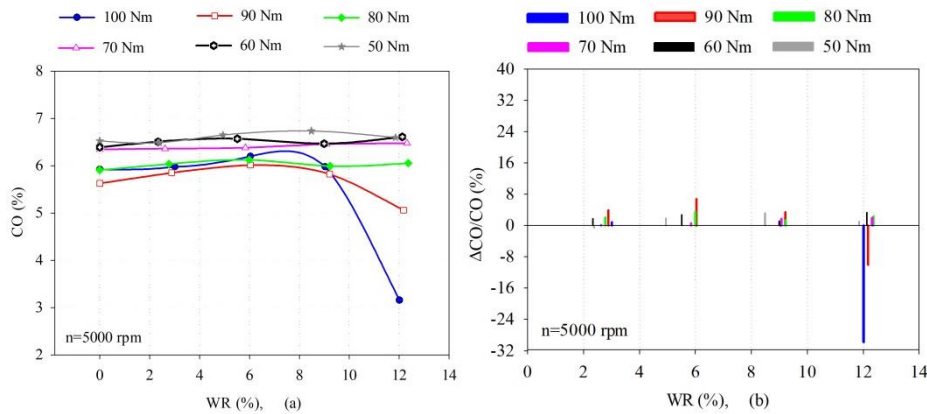 100 Nm 90 Nm 80 Nm
70 Nm 60 Nm 50 Nm
8
7
6
5
4
3
2
CO (%)
n=5000 rpm
0 2 4 6 8 10 12 14
WR (%), (a)
100 Nm 90 Nm 80 Nm
70 Nm 60 Nm 50 Nm
40
32
24
16
8
0
-8
-16
-24
-32
ΔCO/CO (%)
n=5000 rpm
0 2 4 6 8 10 12 14
WR (%), (b)